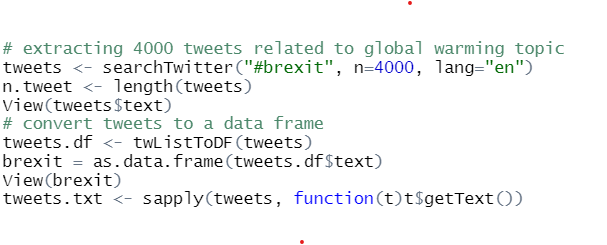 # extracting 4000 tweets related to global warming topic
tweets <- searchTwitter("#brexit", n=4000, lang="en")
n.tweet <- length(tweets)
View(tweets$text)
# convert tweets to a data frame
tweets.df <- twListToDF(tweets)
brexit = as.data.frame(tweets.df$text)
View(brexit)
tweets.txt <- sapply(tweets, function(t)t$getText())